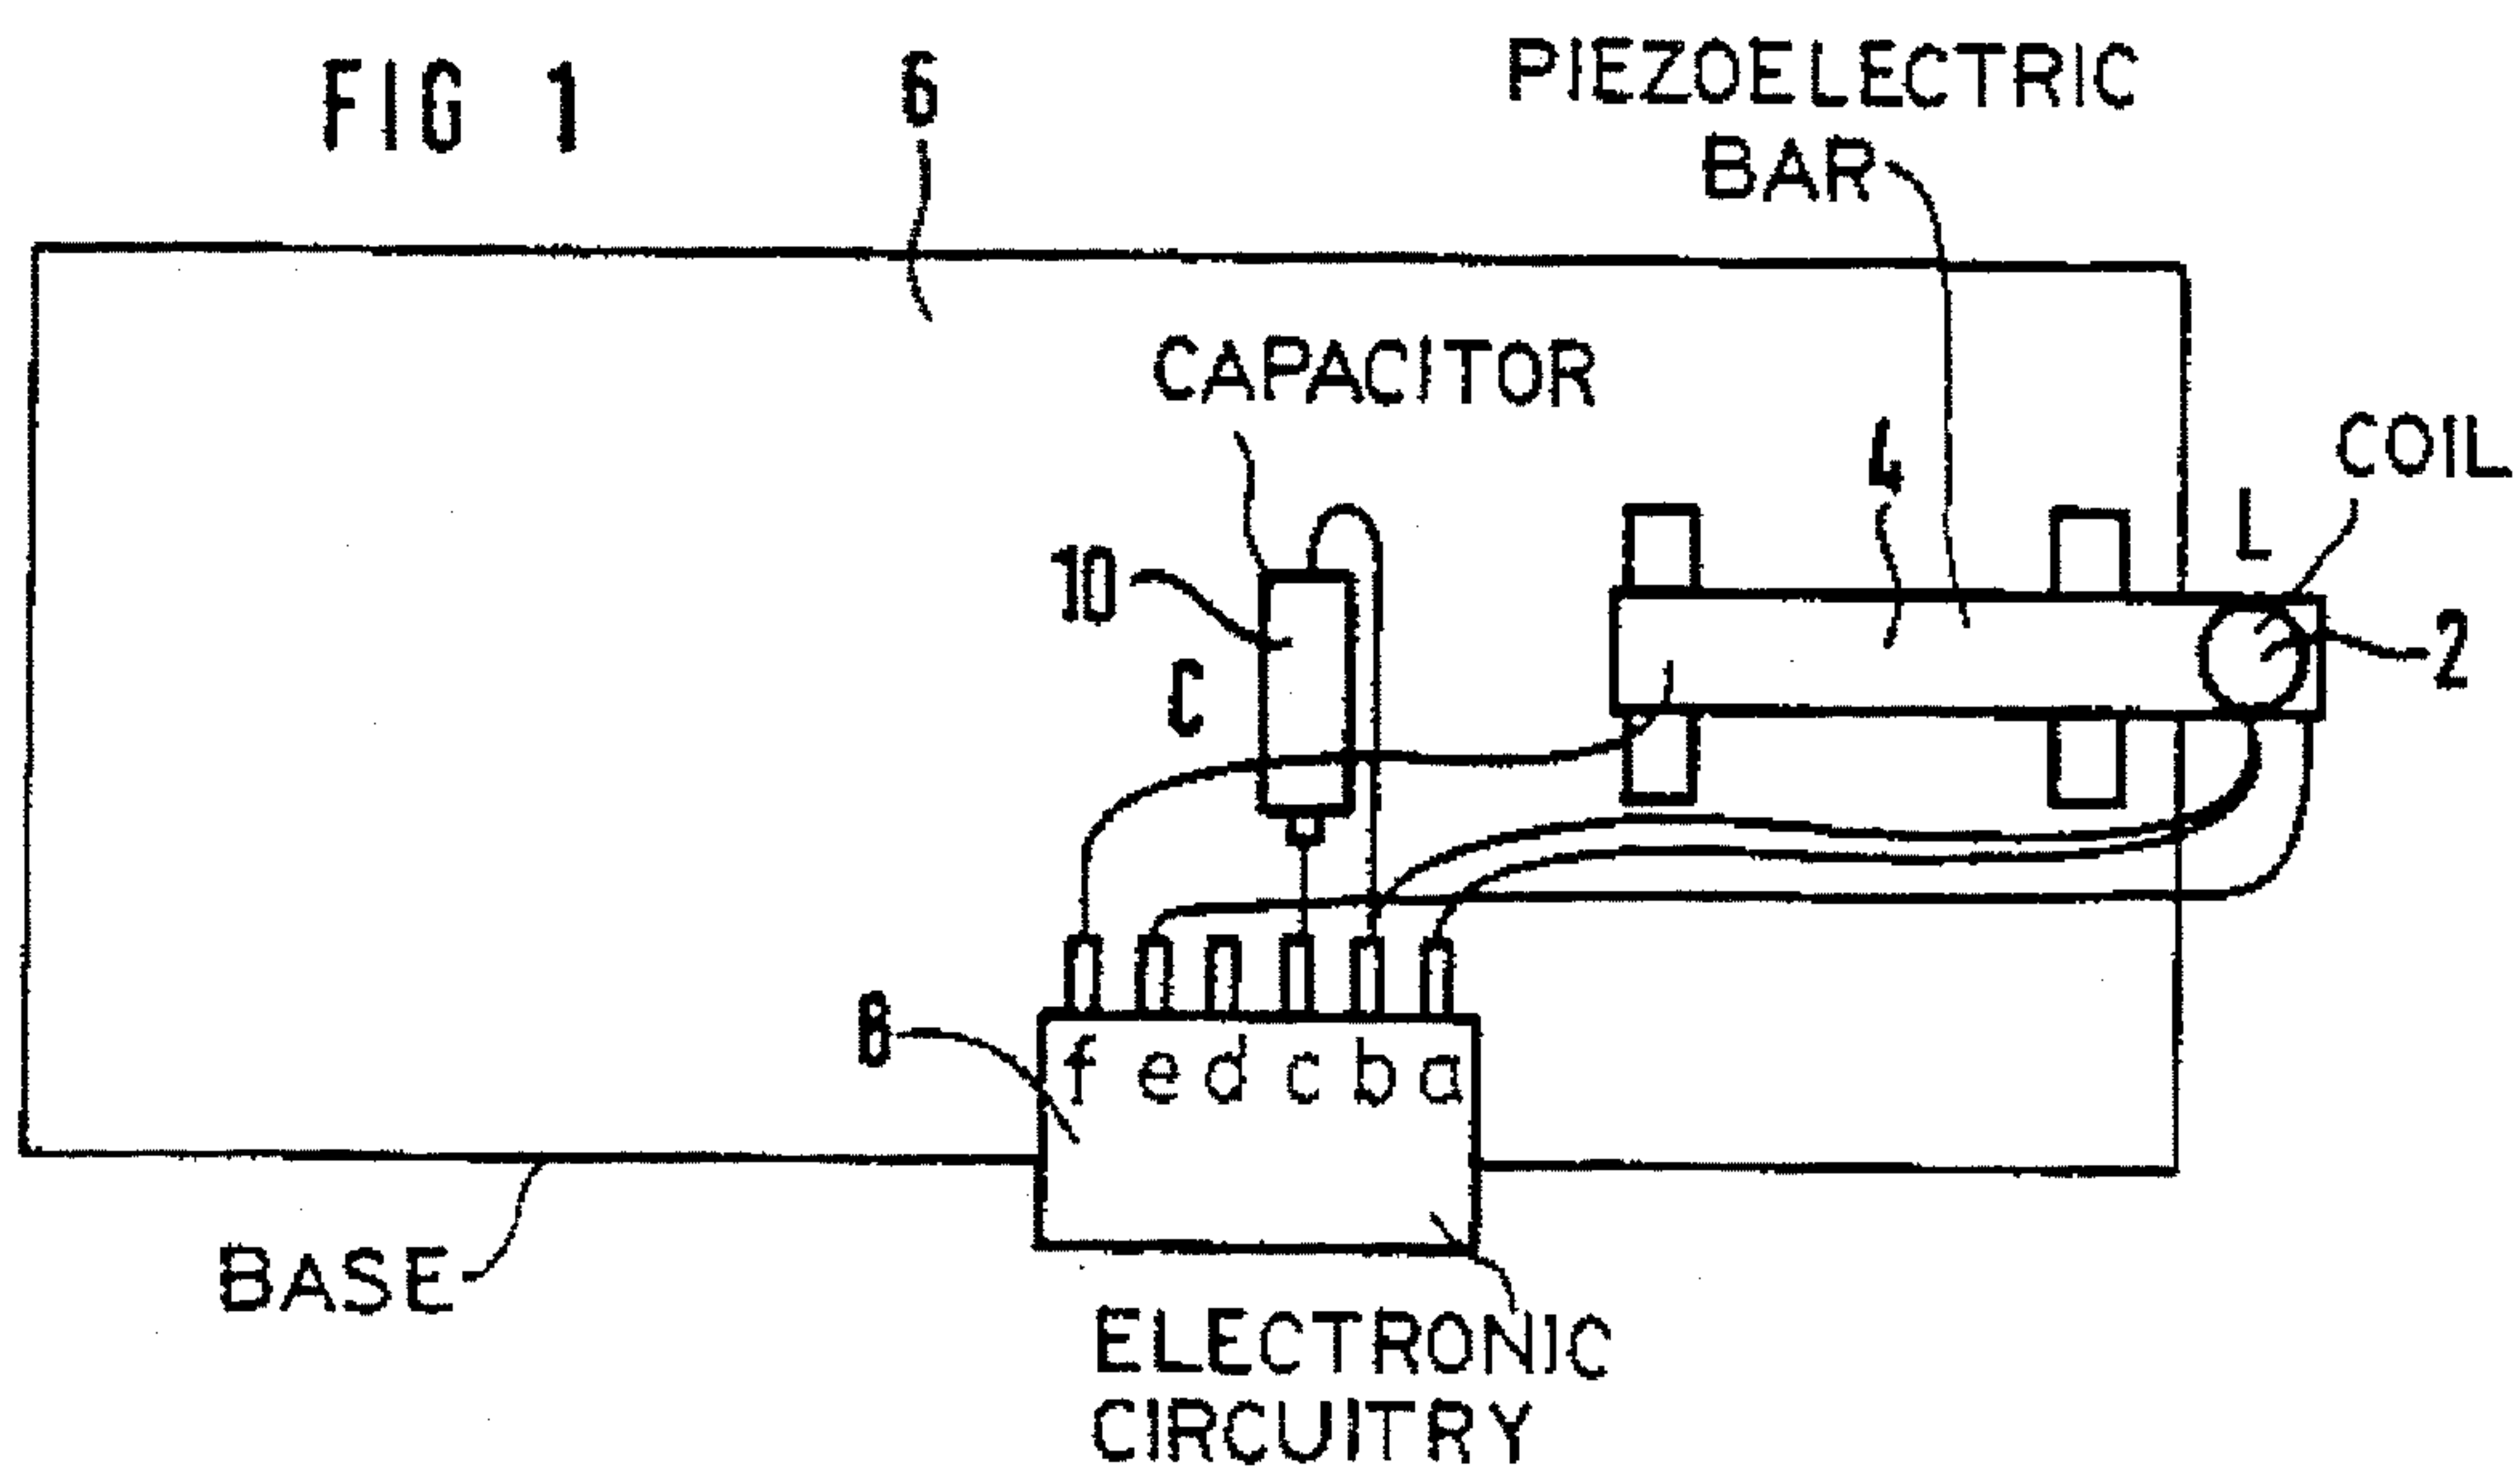 FIG 1
6
PIEZOELECTRIC
BAR
CAPACITOR
4
COIL
L
10
2
C
8
f e d c b a
BASE
ELECTRONIC
CIRCUITRY